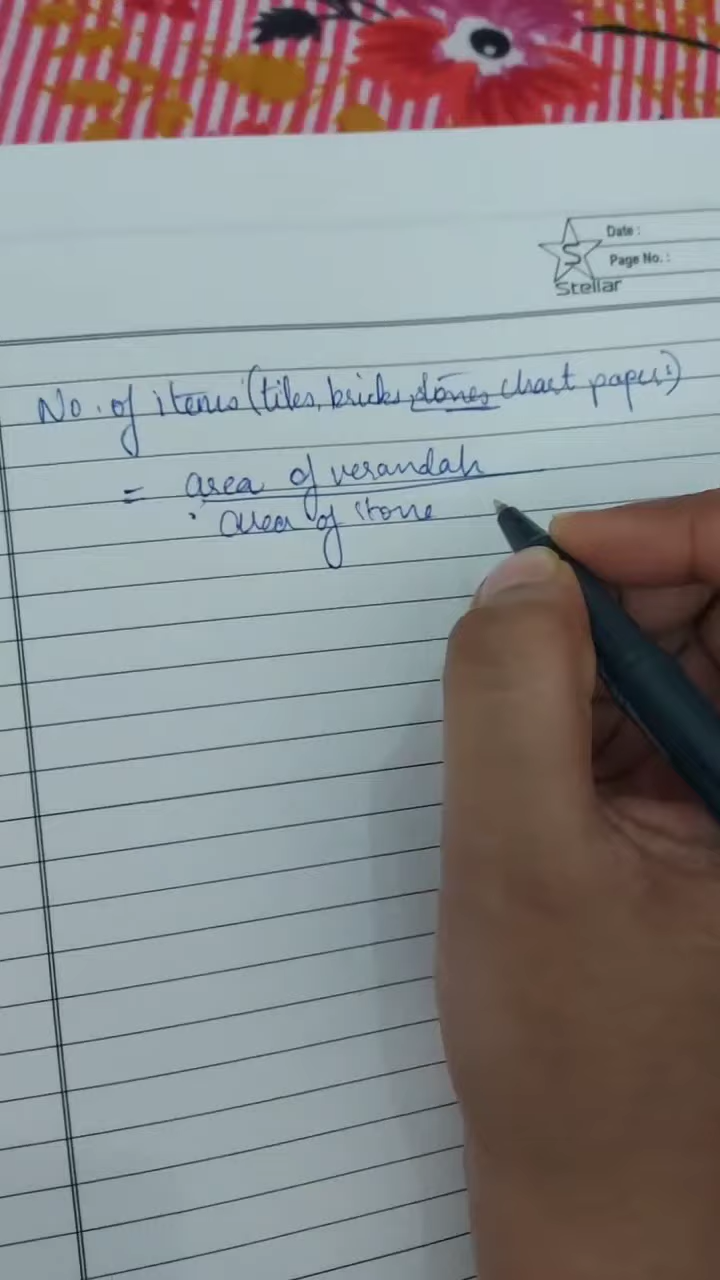 Date :
Page No. :
S
Stellar
No. of items (tiles, bricks, stones chart paper)
= area of verandah
area of stone